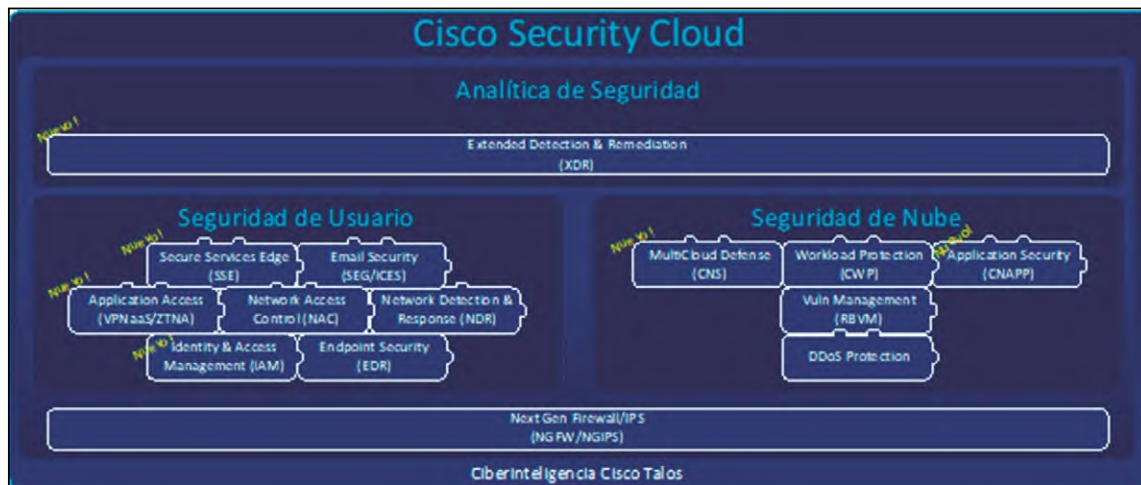 Cisco Security Cloud
Analítica de Seguridad
Nuevo!
Extended Detection & Remediation
(XDR)
Seguridad de Usuario
Nuevo!
Secure Services Edge
(SSE)
Email Security
(SEG/ICES)
Nuevo!
Application Access
(VPNaaS/ZTNA)
Network Access
Control (NAC)
Network Detection &
Response (NDR)
Nuevo!
Identity & Access
Management (IAM)
Endpoint Security
(EDR)
Seguridad de Nube
Nuevo!
MultiCloud Defense
(CNS)
Workload Protection
(CWP)
Nuevo!
Application Security
(CNAPP)
Vuln Management
(RBVM)
DDoS Protection
Next Gen Firewall/IPS
(NGFW/NGIPS)
Ciberinteligencia Cisco Talos